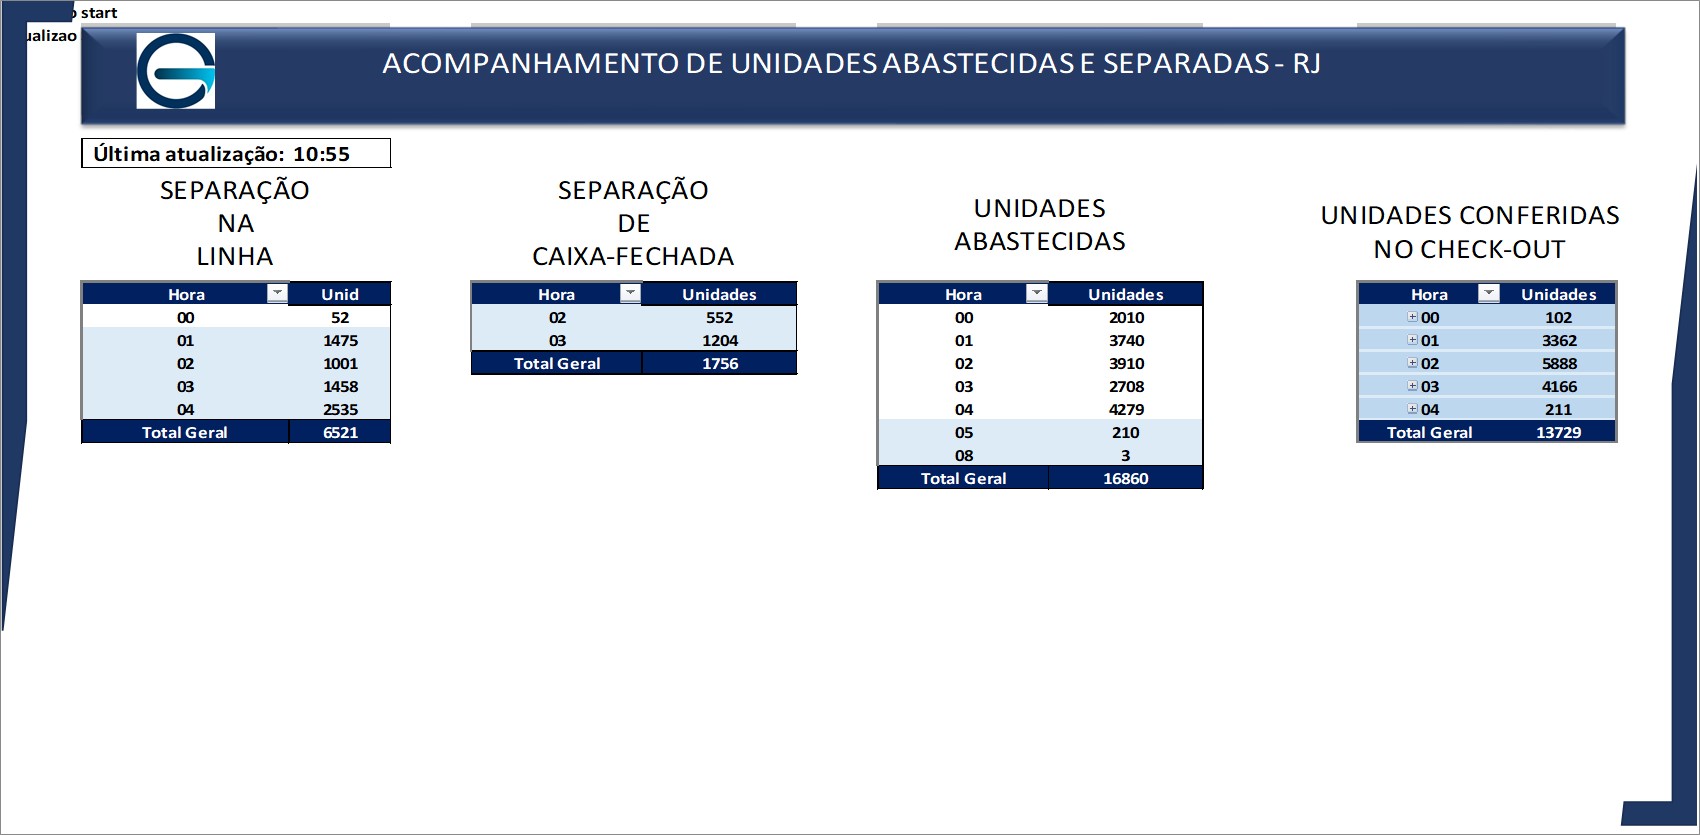 start
ACOMPANHAMENTO DE UNIDADES ABASTECIDAS E SEPARADAS - RJ
Última atualização: 10:55
SEPARAÇÃO
NA
LINHA
Hora Unid
00 52
01 1475
02 1001
03 1458
04 2535
Total Geral 6521
SEPARAÇÃO
DE
CAIXA-FECHADA
Hora Unidades
02 552
03 1204
Total Geral 1756
UNIDADES
ABASTECIDAS
Hora Unidades
00 2010
01 3740
02 3910
03 2708
04 4279
05 210
08 3
Total Geral 16860
UNIDADES CONFERIDAS
NO CHECK-OUT
Hora Unidades
00 102
01 3362
02 5888
03 4166
04 211
Total Geral 13729